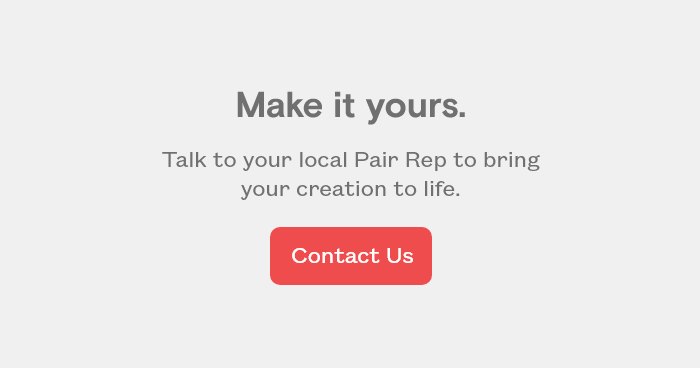 Make it yours.
Talk to your local Pair Rep to bring
your creation to life.
Contact Us